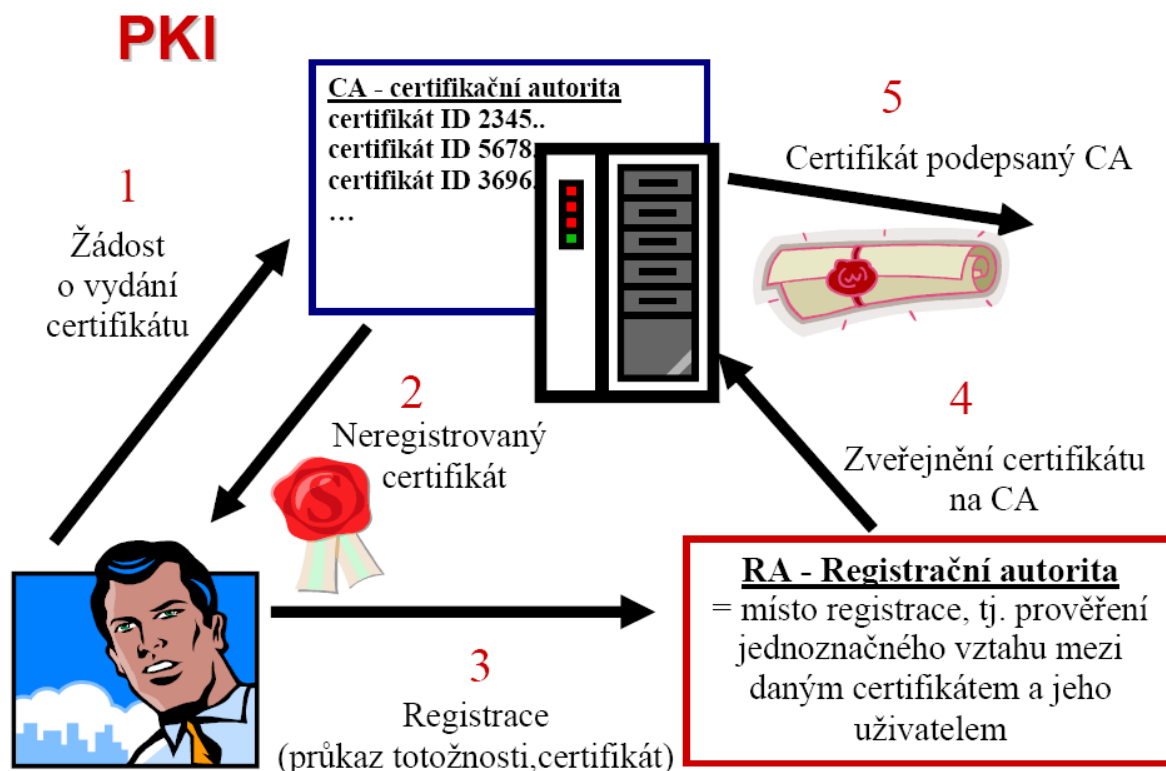 PKI
CA - certifikační autorita
certifikát ID 2345..
certifikát ID 5678.
certifikát ID 3696.
...
1
Žádost
o vydání
certifikátu
2
Neregistrovaný
certifikát
S
3
Registrace
(průkaz totožnosti,certifikát)
RA - Registrační autorita
= místo registrace, tj. prověření
jednoznačného vztahu mezi
daným certifikátem a jeho
uživatelem
4
Zveřejnění certifikátu
na CA
5
Certifikát podepsaný CA